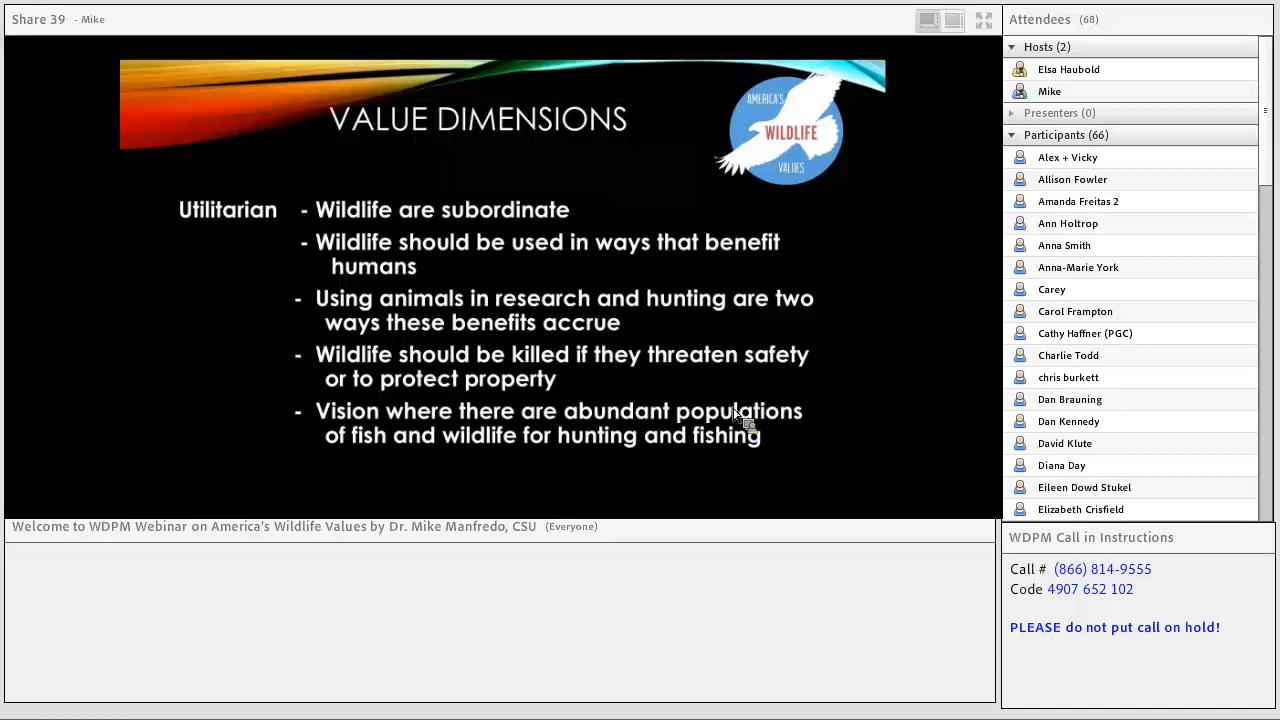 Share 39 - Mike
VALUE DIMENSIONS
AMERICA'S
WILDLIFE
VALUES
Utilitarian - Wildlife are subordinate
- Wildlife should be used in ways that benefit
humans
- Using animals in research and hunting are two
ways these benefits accrue
- Wildlife should be killed if they threaten safety
or to protect property
- Vision where there are abundant populations
of fish and wildlife for hunting and fishing
Welcome to WDPM Webinar on America's Wildlife Values by Dr. Mike Manfredo, CSU (Everyone)
Attendees (68)
Hosts (2)
Elsa Haubold
Mike
Presenters (0)
Participants (66)
Alex + Vicky
Allison Fowler
Amanda Freitas 2
Ann Holtrop
Anna Smith
Anna-Marie York
Carey
Carol Frampton
Cathy Haffner (PGC)
Charlie Todd
chris burkett
Dan Brauning
Dan Kennedy
David Klute
Diana Day
Eileen Dowd Stukel
Elizabeth Crisfield
WDPM Call in Instructions
Call # (866) 814-9555
Code 4907 652 102
PLEASE do not put call on hold!